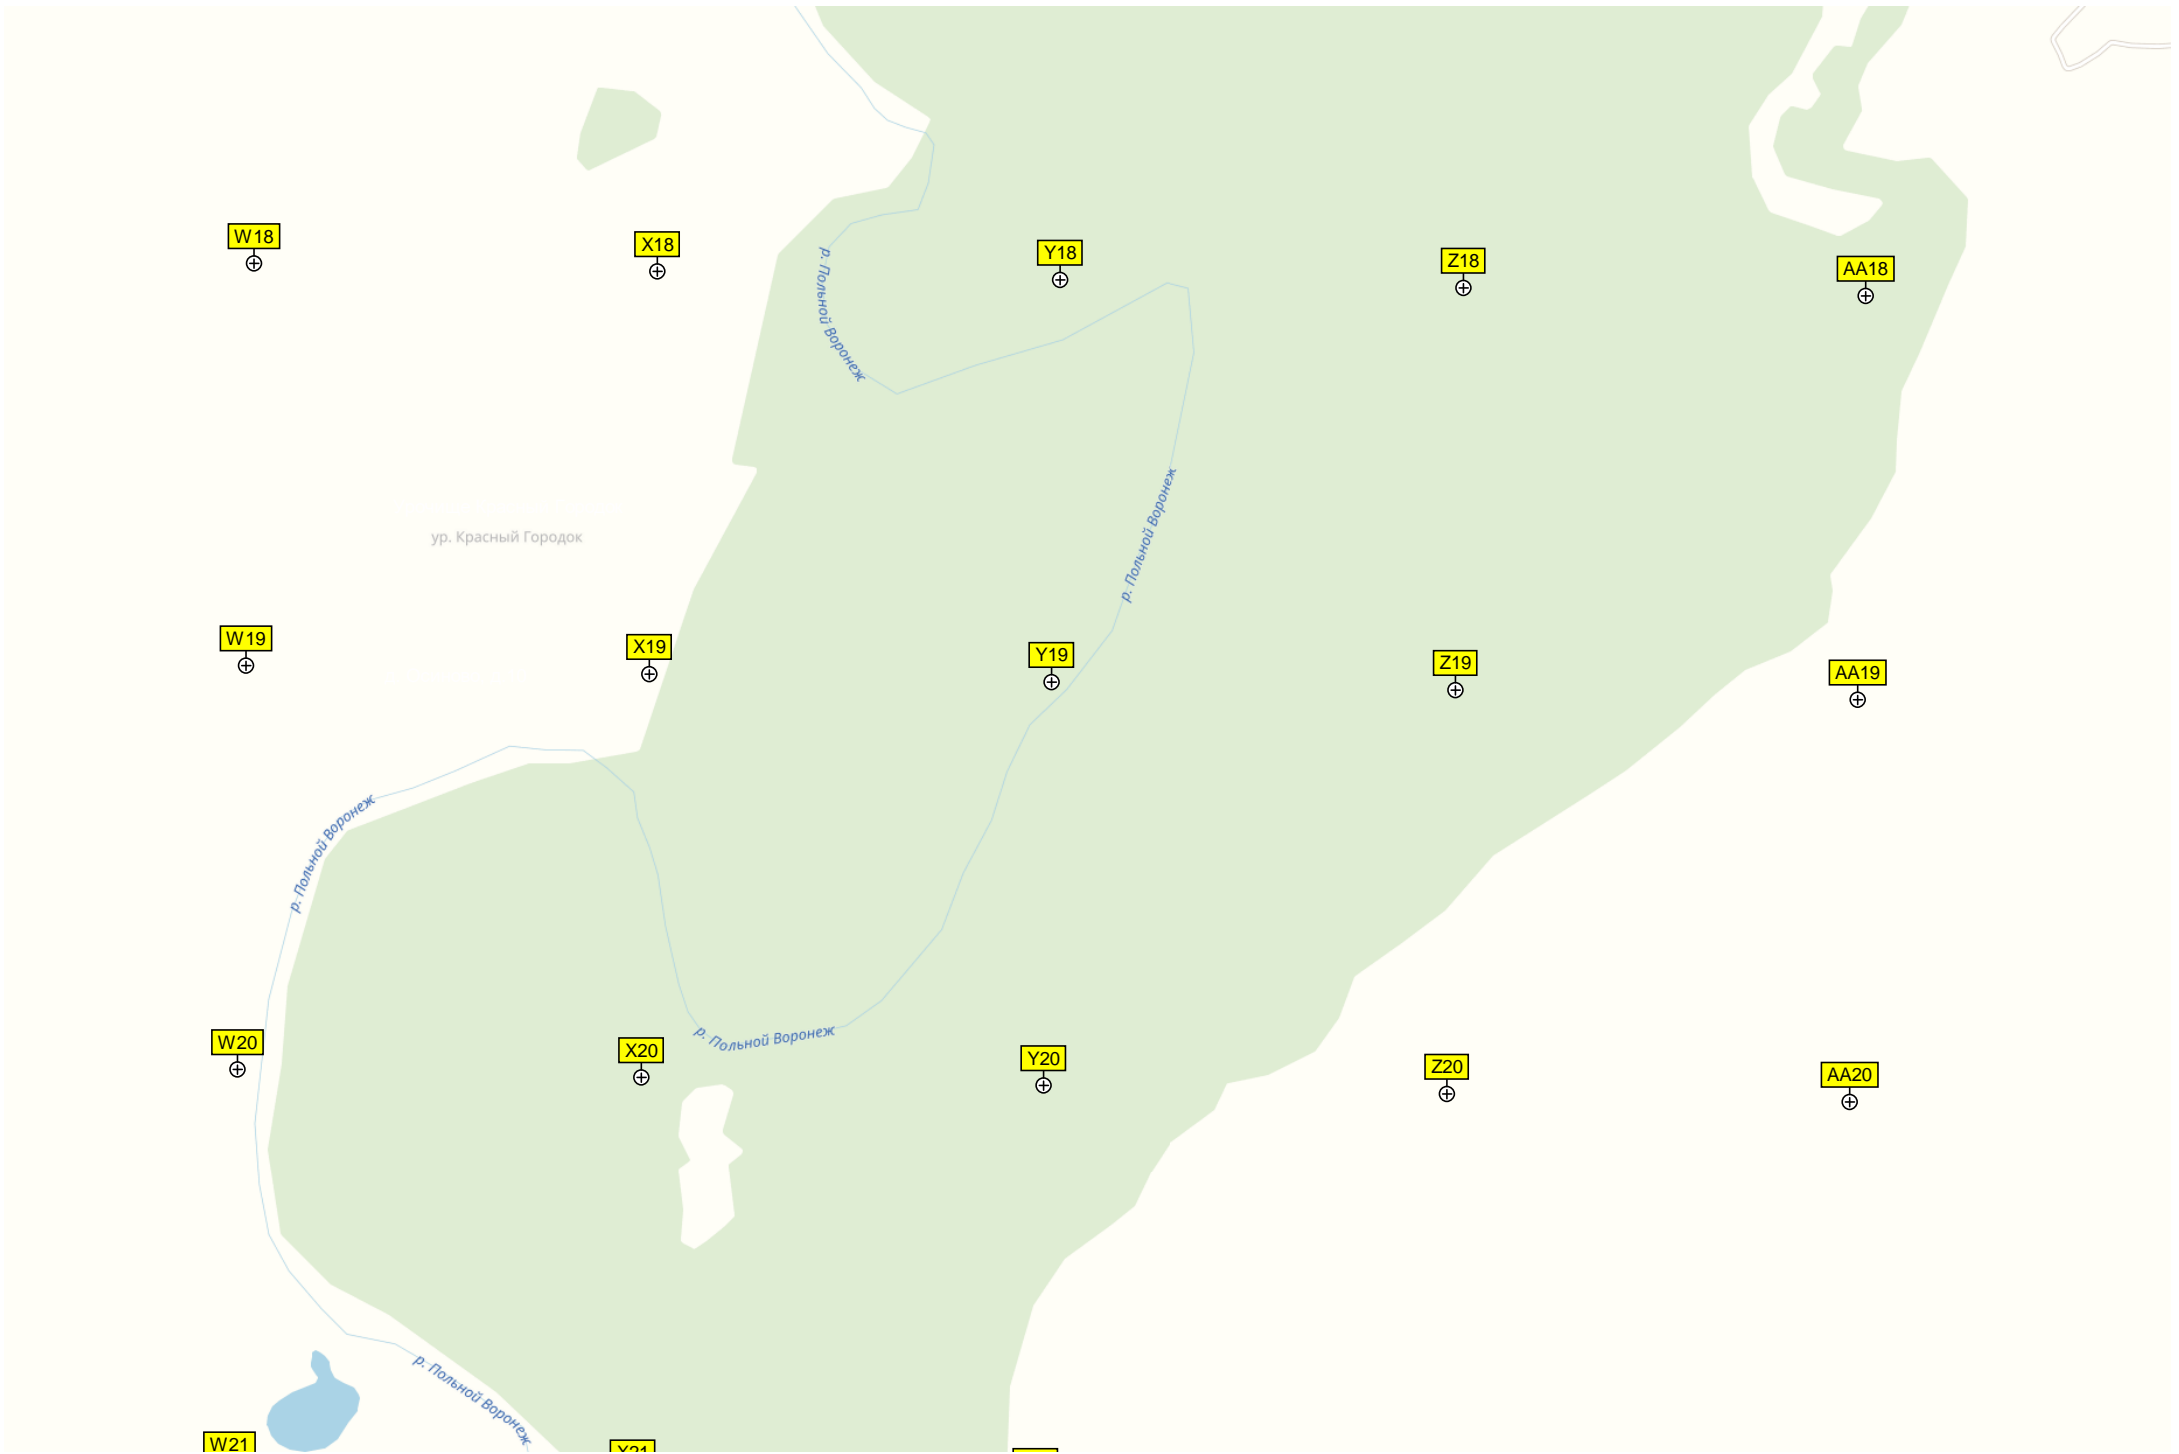 W18
X18
Y18
Z18
AA18
р. Польной Воронеж
р. Польной Воронеж
ур. Красный Городок
W19
X19
Y19
Z19
AA19
р. Польной Воронеж
W20
X20
Y20
Z20
AA20
р. Польной Воронеж
р. Польной Воронеж
W21
X21